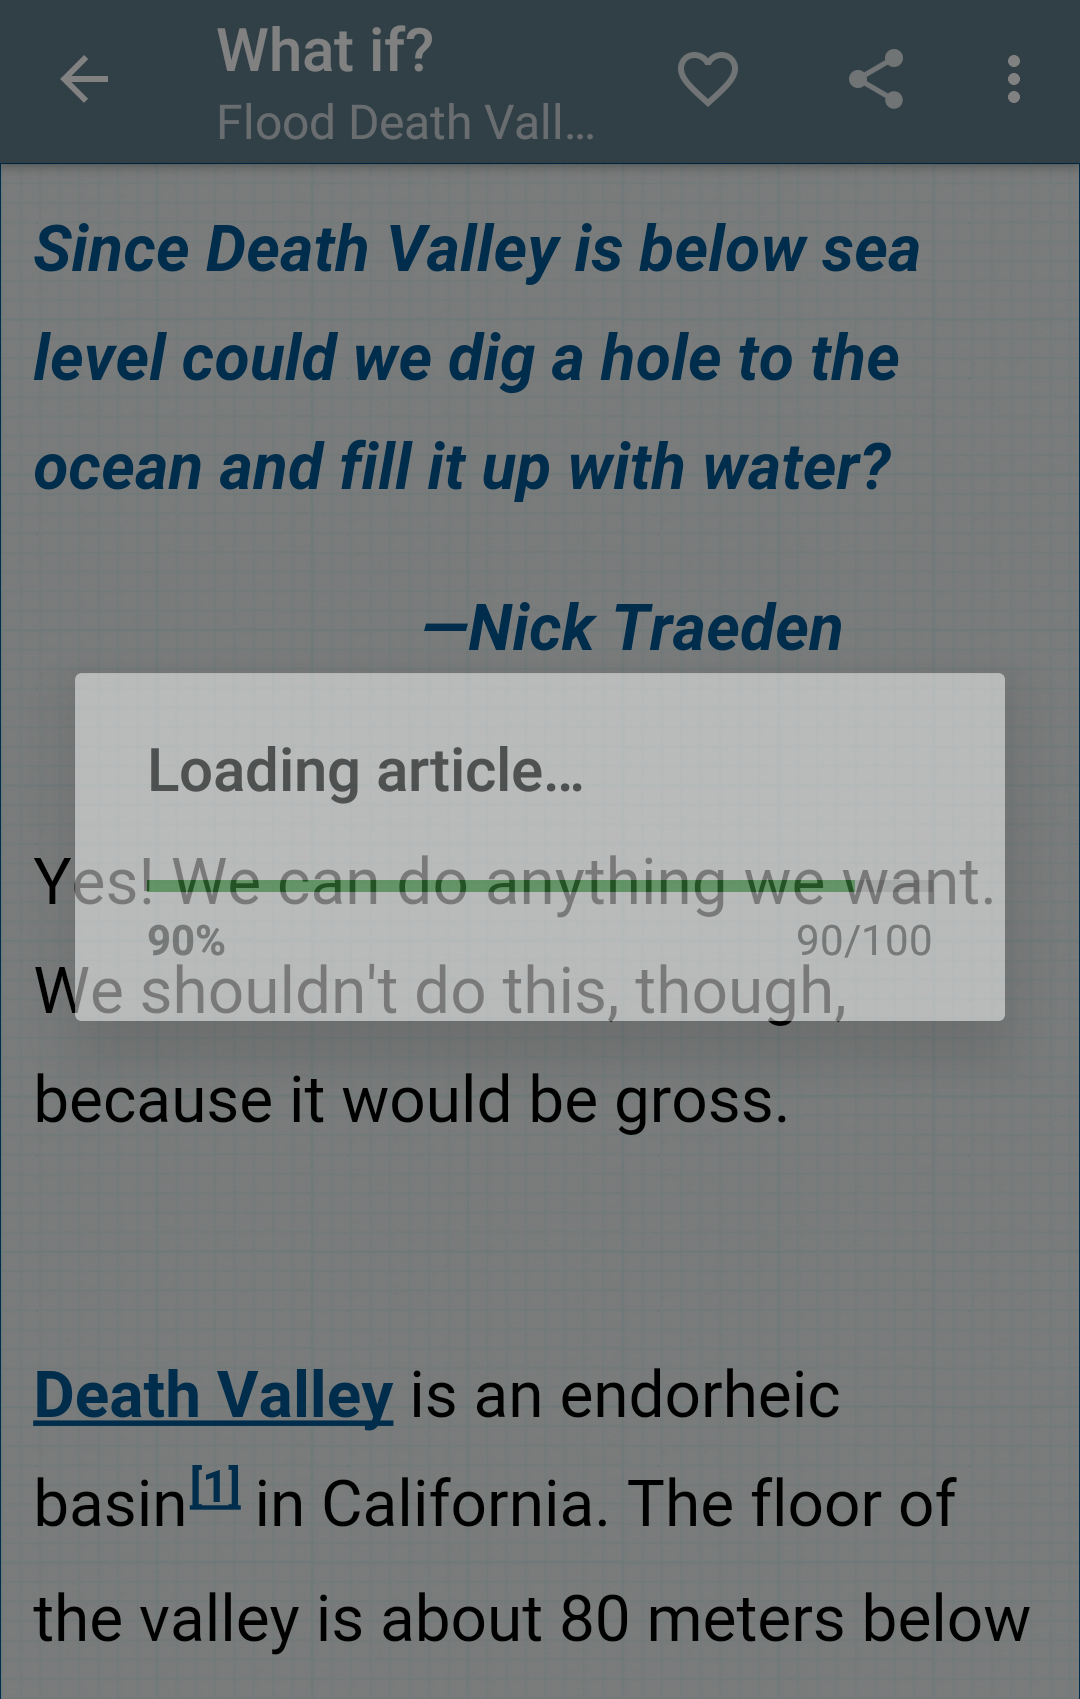 What if?
Flood Death Vall...
Since Death Valley is below sea
level could we dig a hole to the
ocean and fill it up with water?
—Nick Traeden
Loading article...
Yes! We can do anything we want.
90% 90/100
We shouldn't do this, though,
because it would be gross.
Death Valley is an endorheic
basin[1] in California. The floor of
the valley is about 80 meters below